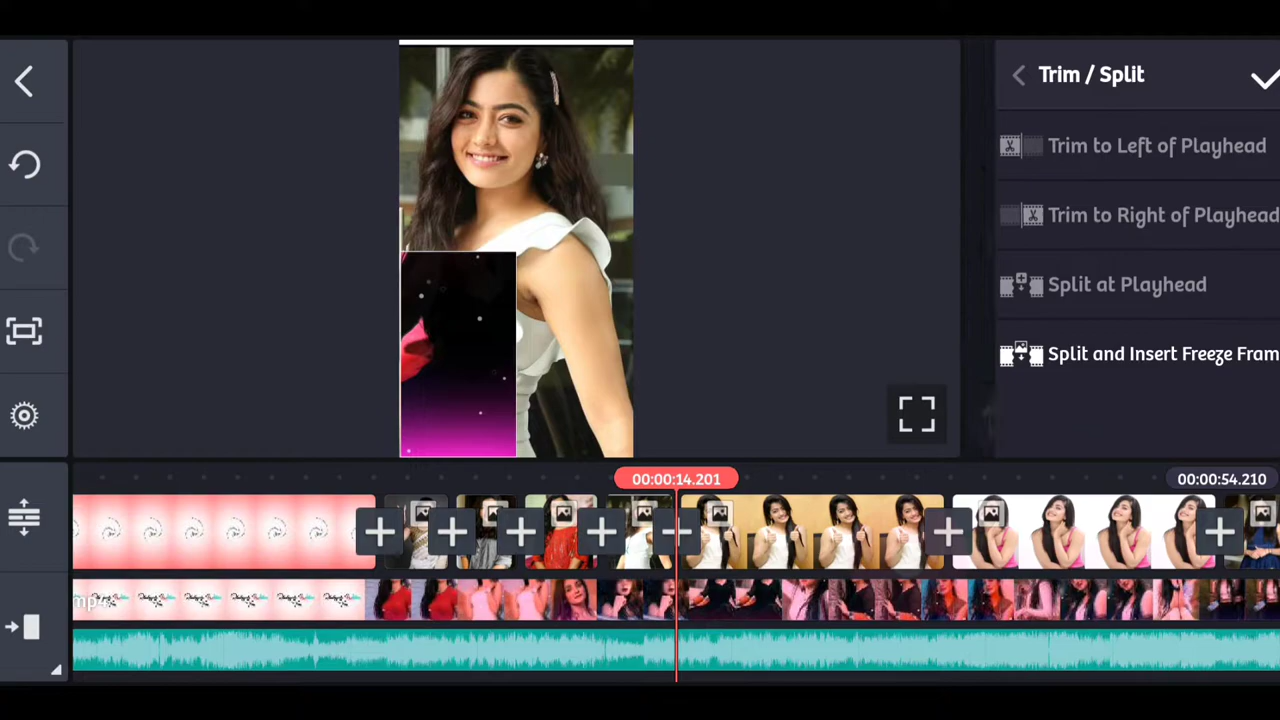 Trim / Split
Trim to Left of Playhead
Trim to Right of Playhead
Split at Playhead
Split and Insert Freeze Fram
00:00:14.201
00:00:54.210
mp4